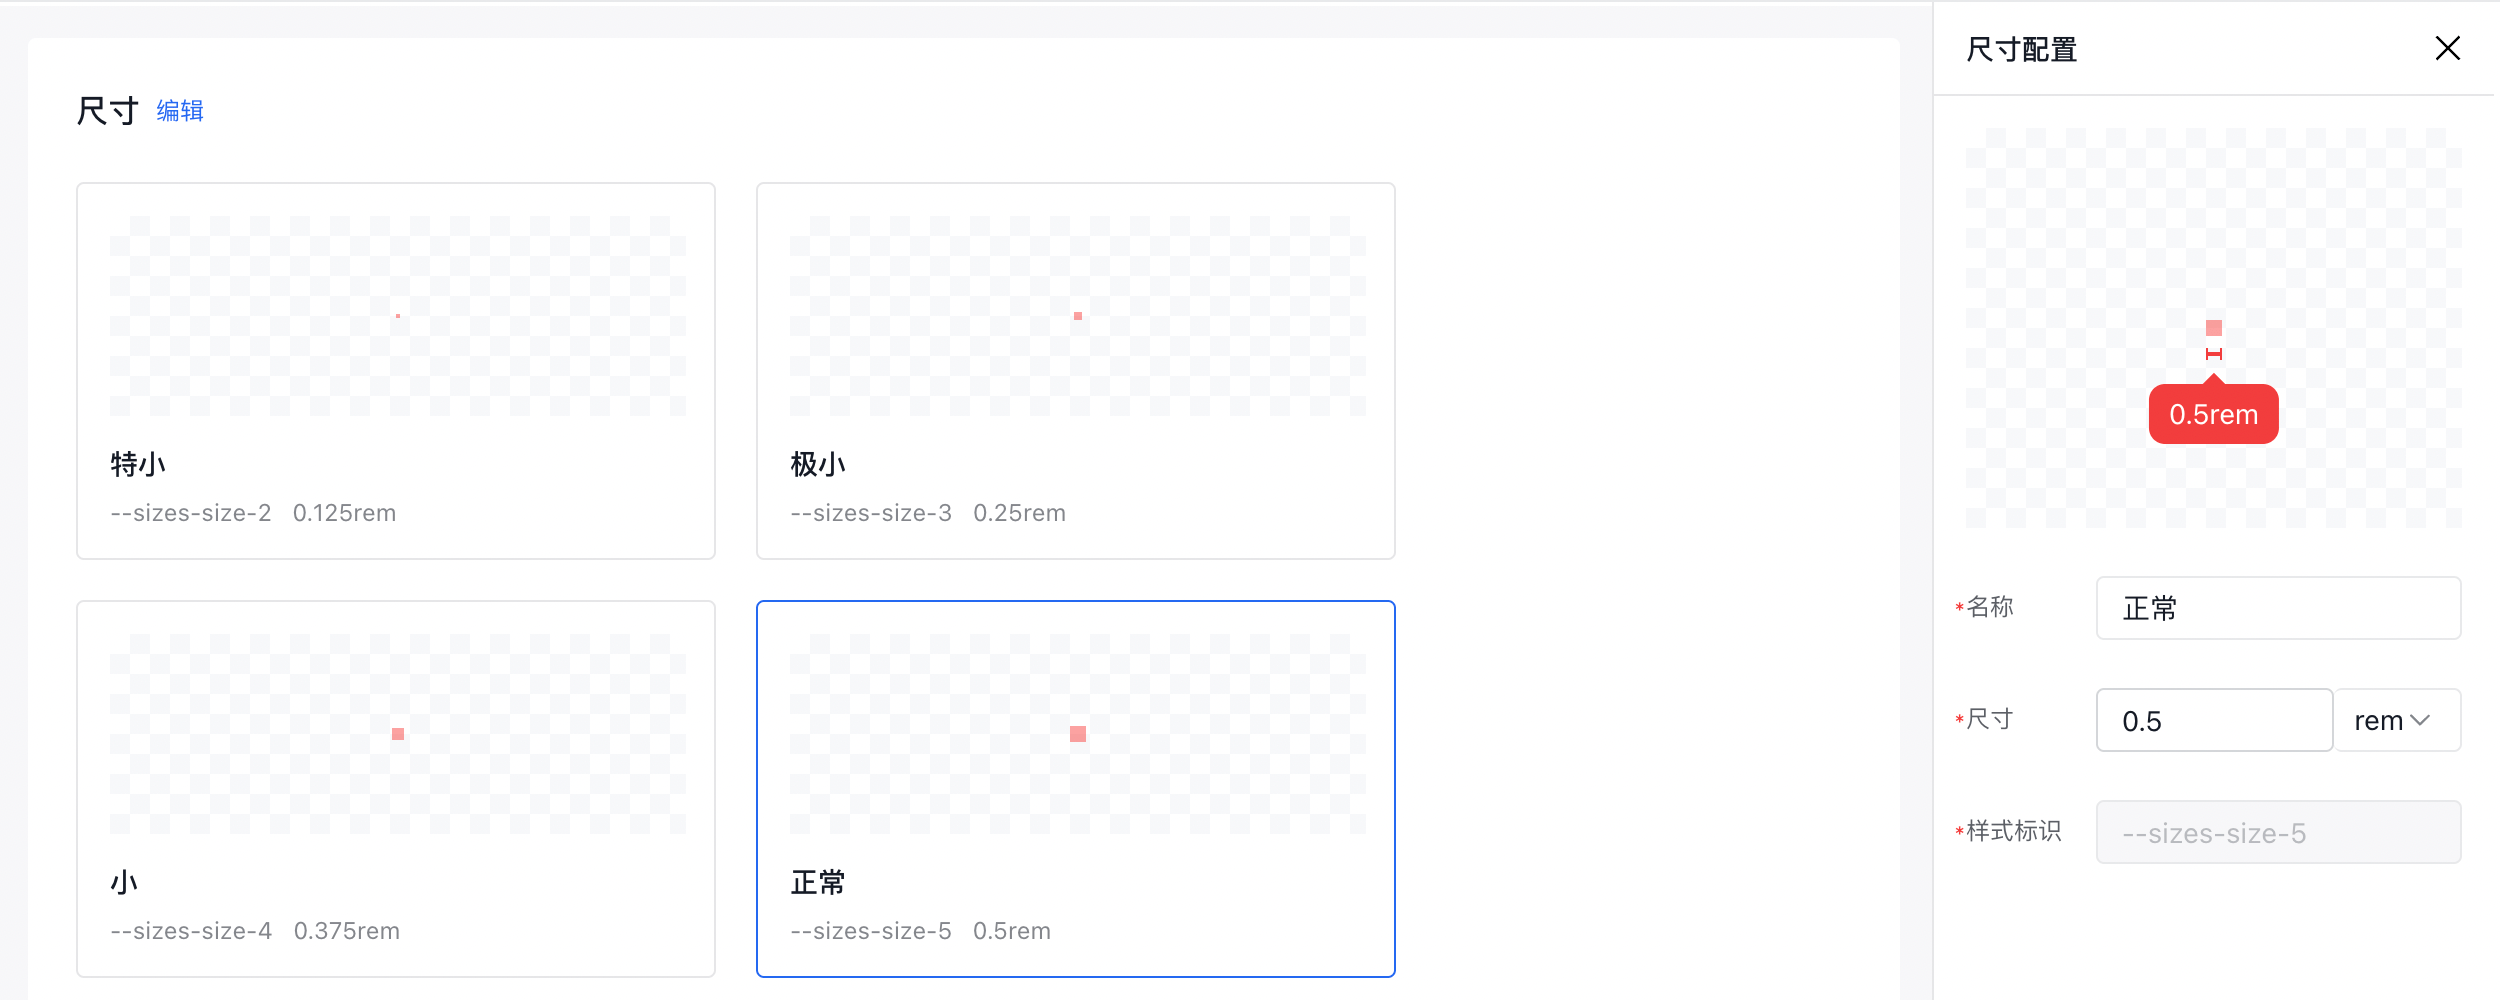 尺寸 编辑
特小
--sizes-size-2 0.125rem
极小
--sizes-size-3 0.25rem
小
--sizes-size-4 0.375rem
正常
--sizes-size-5 0.5rem
尺寸配置
0.5rem
*名称 正常
*尺寸 0.5 rem
*样式标识 --sizes-size-5